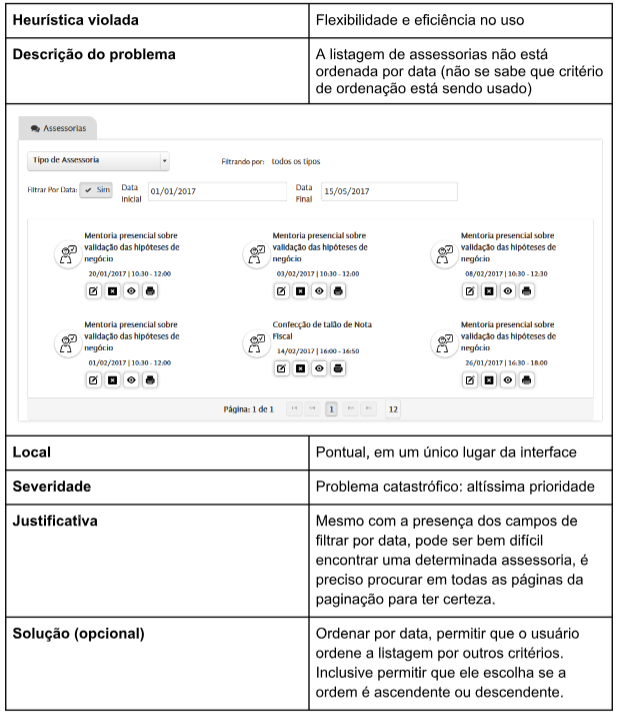 Heurística violada
Flexibilidade e eficiência no uso
Descrição do problema
A listagem de assessorias não está
ordenada por data (não se sabe que critério
de ordenação está sendo usado)
Assessorias
Tipo de Assessoria
Filtrando por: todos os tipos
Filtrar Por Data: Sim
Data
Inicial
01/01/2017
Data
Final
15/05/2017
Mentoria presencial sobre
validação das hipóteses de
negócio
20/01/2017 | 10:30 - 12:00
Mentoria presencial sobre
validação das hipóteses de
negócio
03/02/2017 | 10:30 - 12:00
Mentoria presencial sobre
validação das hipóteses de
negócio
08/02/2017 | 10:30 - 12:30
Mentoria presencial sobre
validação das hipóteses de
negócio
01/02/2017 | 10:30 - 12:00
Confecção de talão de Nota
Fiscal
14/02/2017 | 16:00 - 16:50
Mentoria presencial sobre
validação das hipóteses de
negócio
26/01/2017 | 16:30 - 18:00
Página: 1 de 1
1
12
Local
Pontual, em um único lugar da interface
Severidade
Problema catastrófico: altíssima prioridade
Justificativa
Mesmo com a presença dos campos de
filtrar por data, pode ser bem difícil
encontrar uma determinada assessoria, é
preciso procurar em todas as páginas da
paginação para ter certeza.
Solução (opcional)
Ordenar por data, permitir que o usuário
ordene a listagem por outros critérios.
Inclusive permitir que ele escolha se a
ordem é ascendente ou descendente.